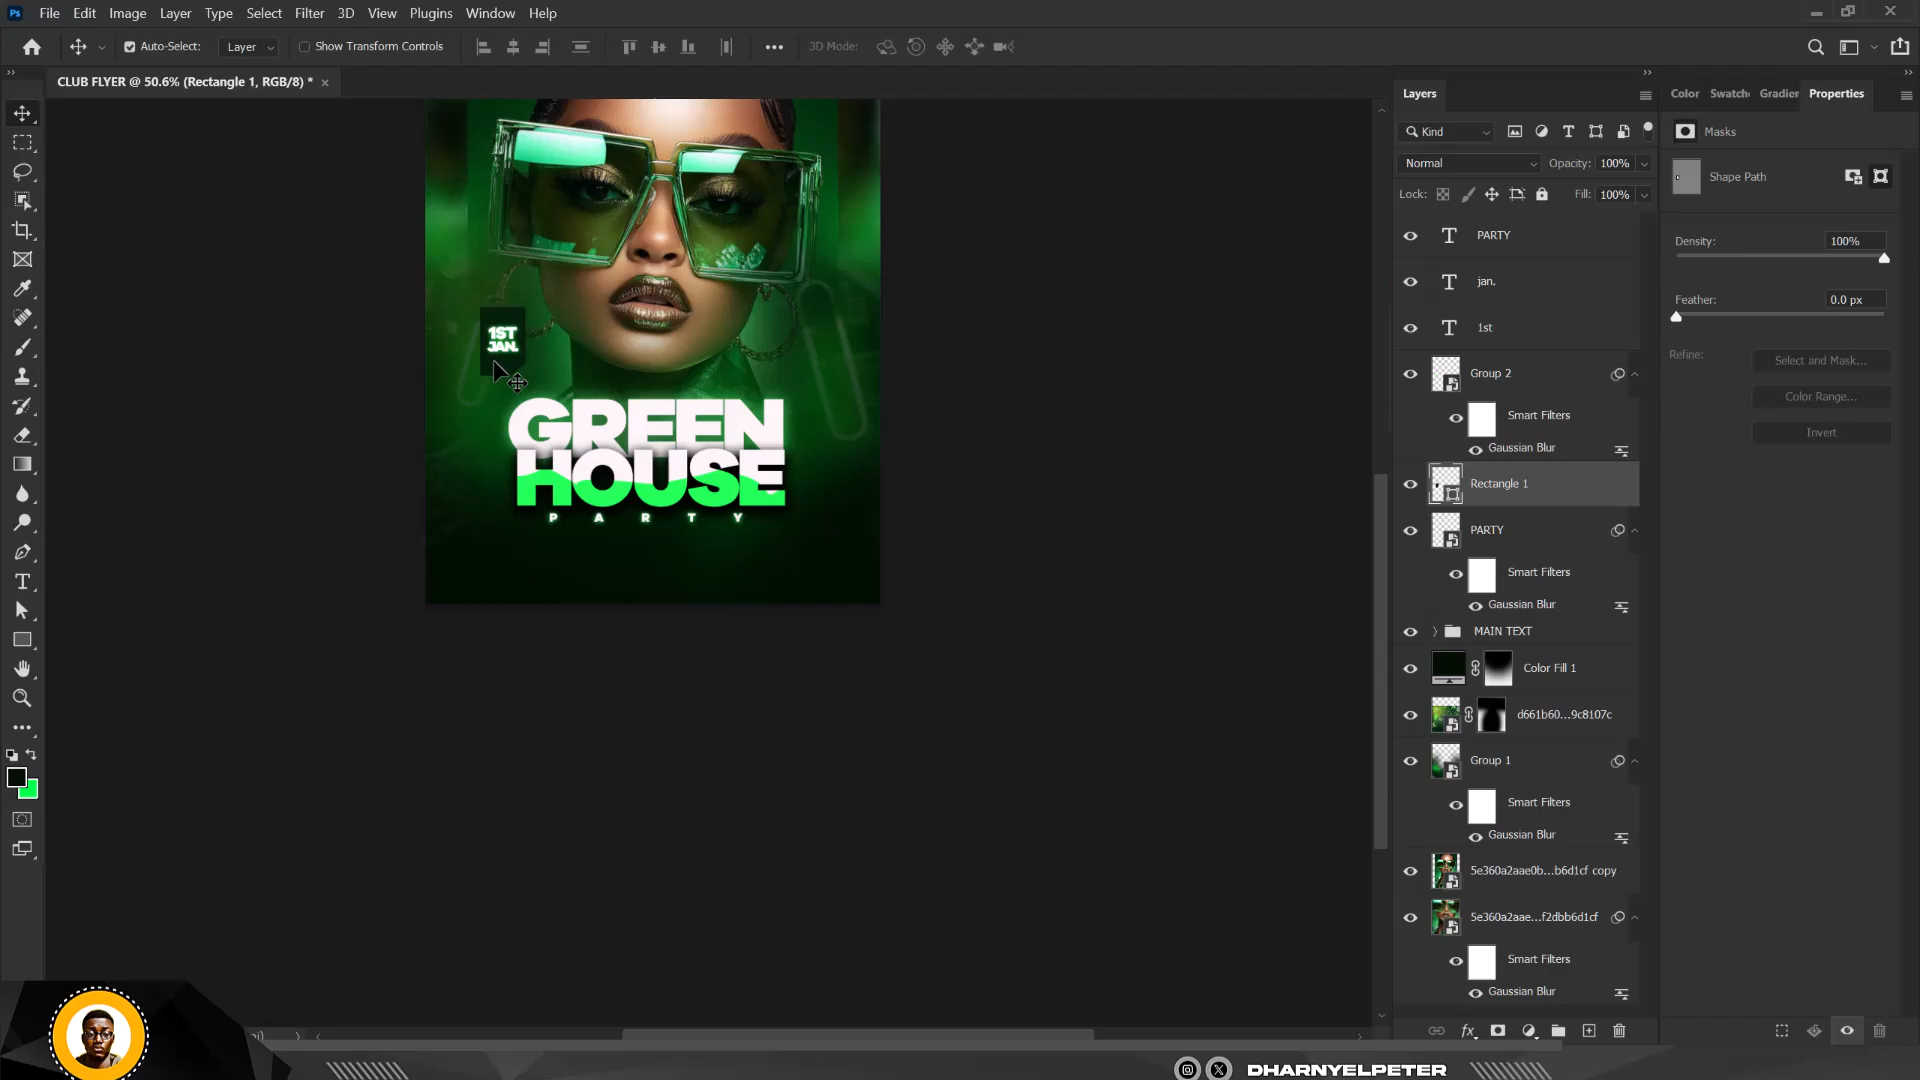 Ps File Edit Image Layer Type Select Filter 3D View Plugins Window Help
Auto-Select: Layer Show Transform Controls 3D Mode:
CLUB FLYER @ 50.6% (Rectangle 1, RGB/8) *
1ST
JAN.
GREEN
HOUSE
PARTY
Layers
Kind
Normal Opacity: 100%
Lock: Fill: 100%
T PARTY
T jan.
T 1st
Group 2
Smart Filters
Gaussian Blur
Rectangle 1
PARTY
Smart Filters
Gaussian Blur
MAIN TEXT
Color Fill 1
d661b60...9c8107c
Group 1
Smart Filters
Gaussian Blur
5e360a2aae0b...b6d1cf copy
5e360a2aae...f2dbb6d1cf
Smart Filters
Gaussian Blur
fx
Color Swatch Gradien Properties
Masks
Shape Path
Density: 100%
Feather: 0.0 px
Refine: Select and Mask...
Color Range...
Invert
DHARNYELPETER